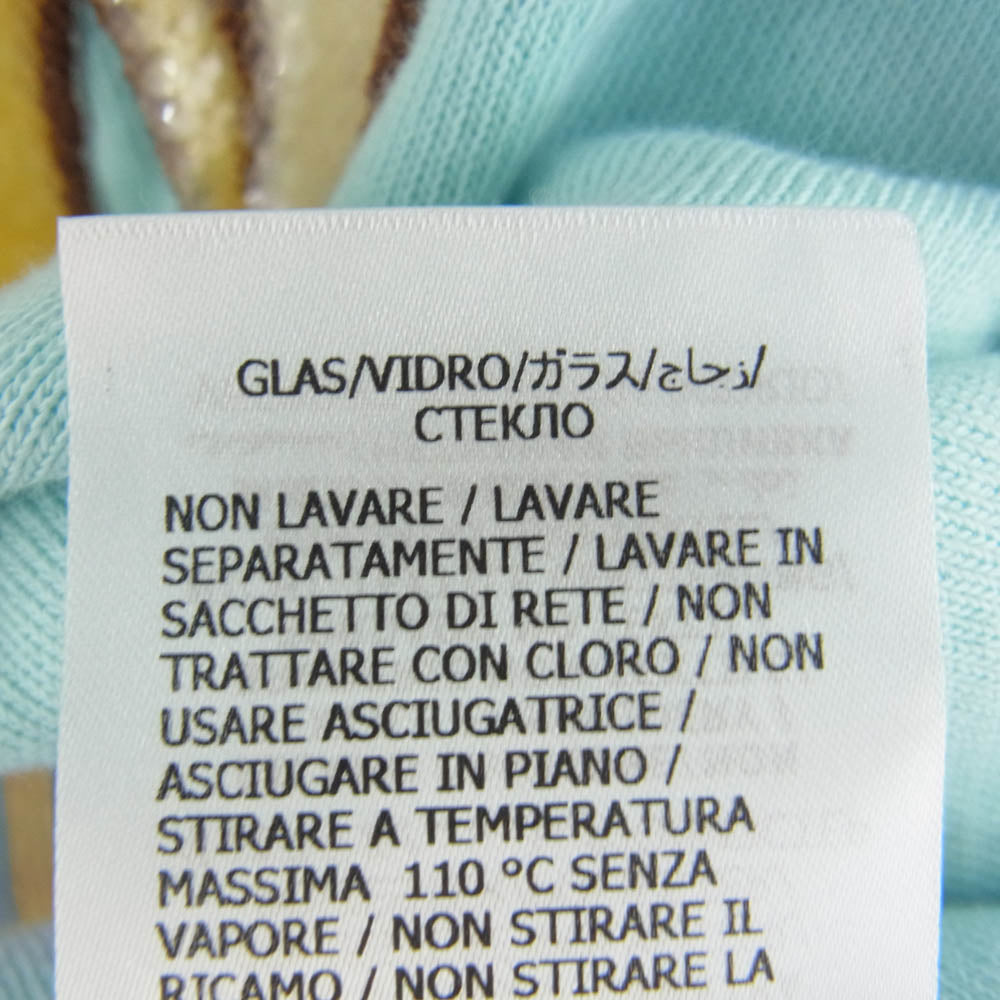 GLAS/VIDRO/ガラス/زجاج/
СТЕКЛО
NON LAVARE / LAVARE
SEPARATAMENTE / LAVARE IN
SACCHETTO DI RETE / NON
TRATTARE CON CLORO / NON
USARE ASCIUGATRICE /
ASCIUGARE IN PIANO /
STIRARE A TEMPERATURA
MASSIMA 110 °C SENZA
VAPORE / NON STIRARE IL
RICAMO / NON STIRARE LA